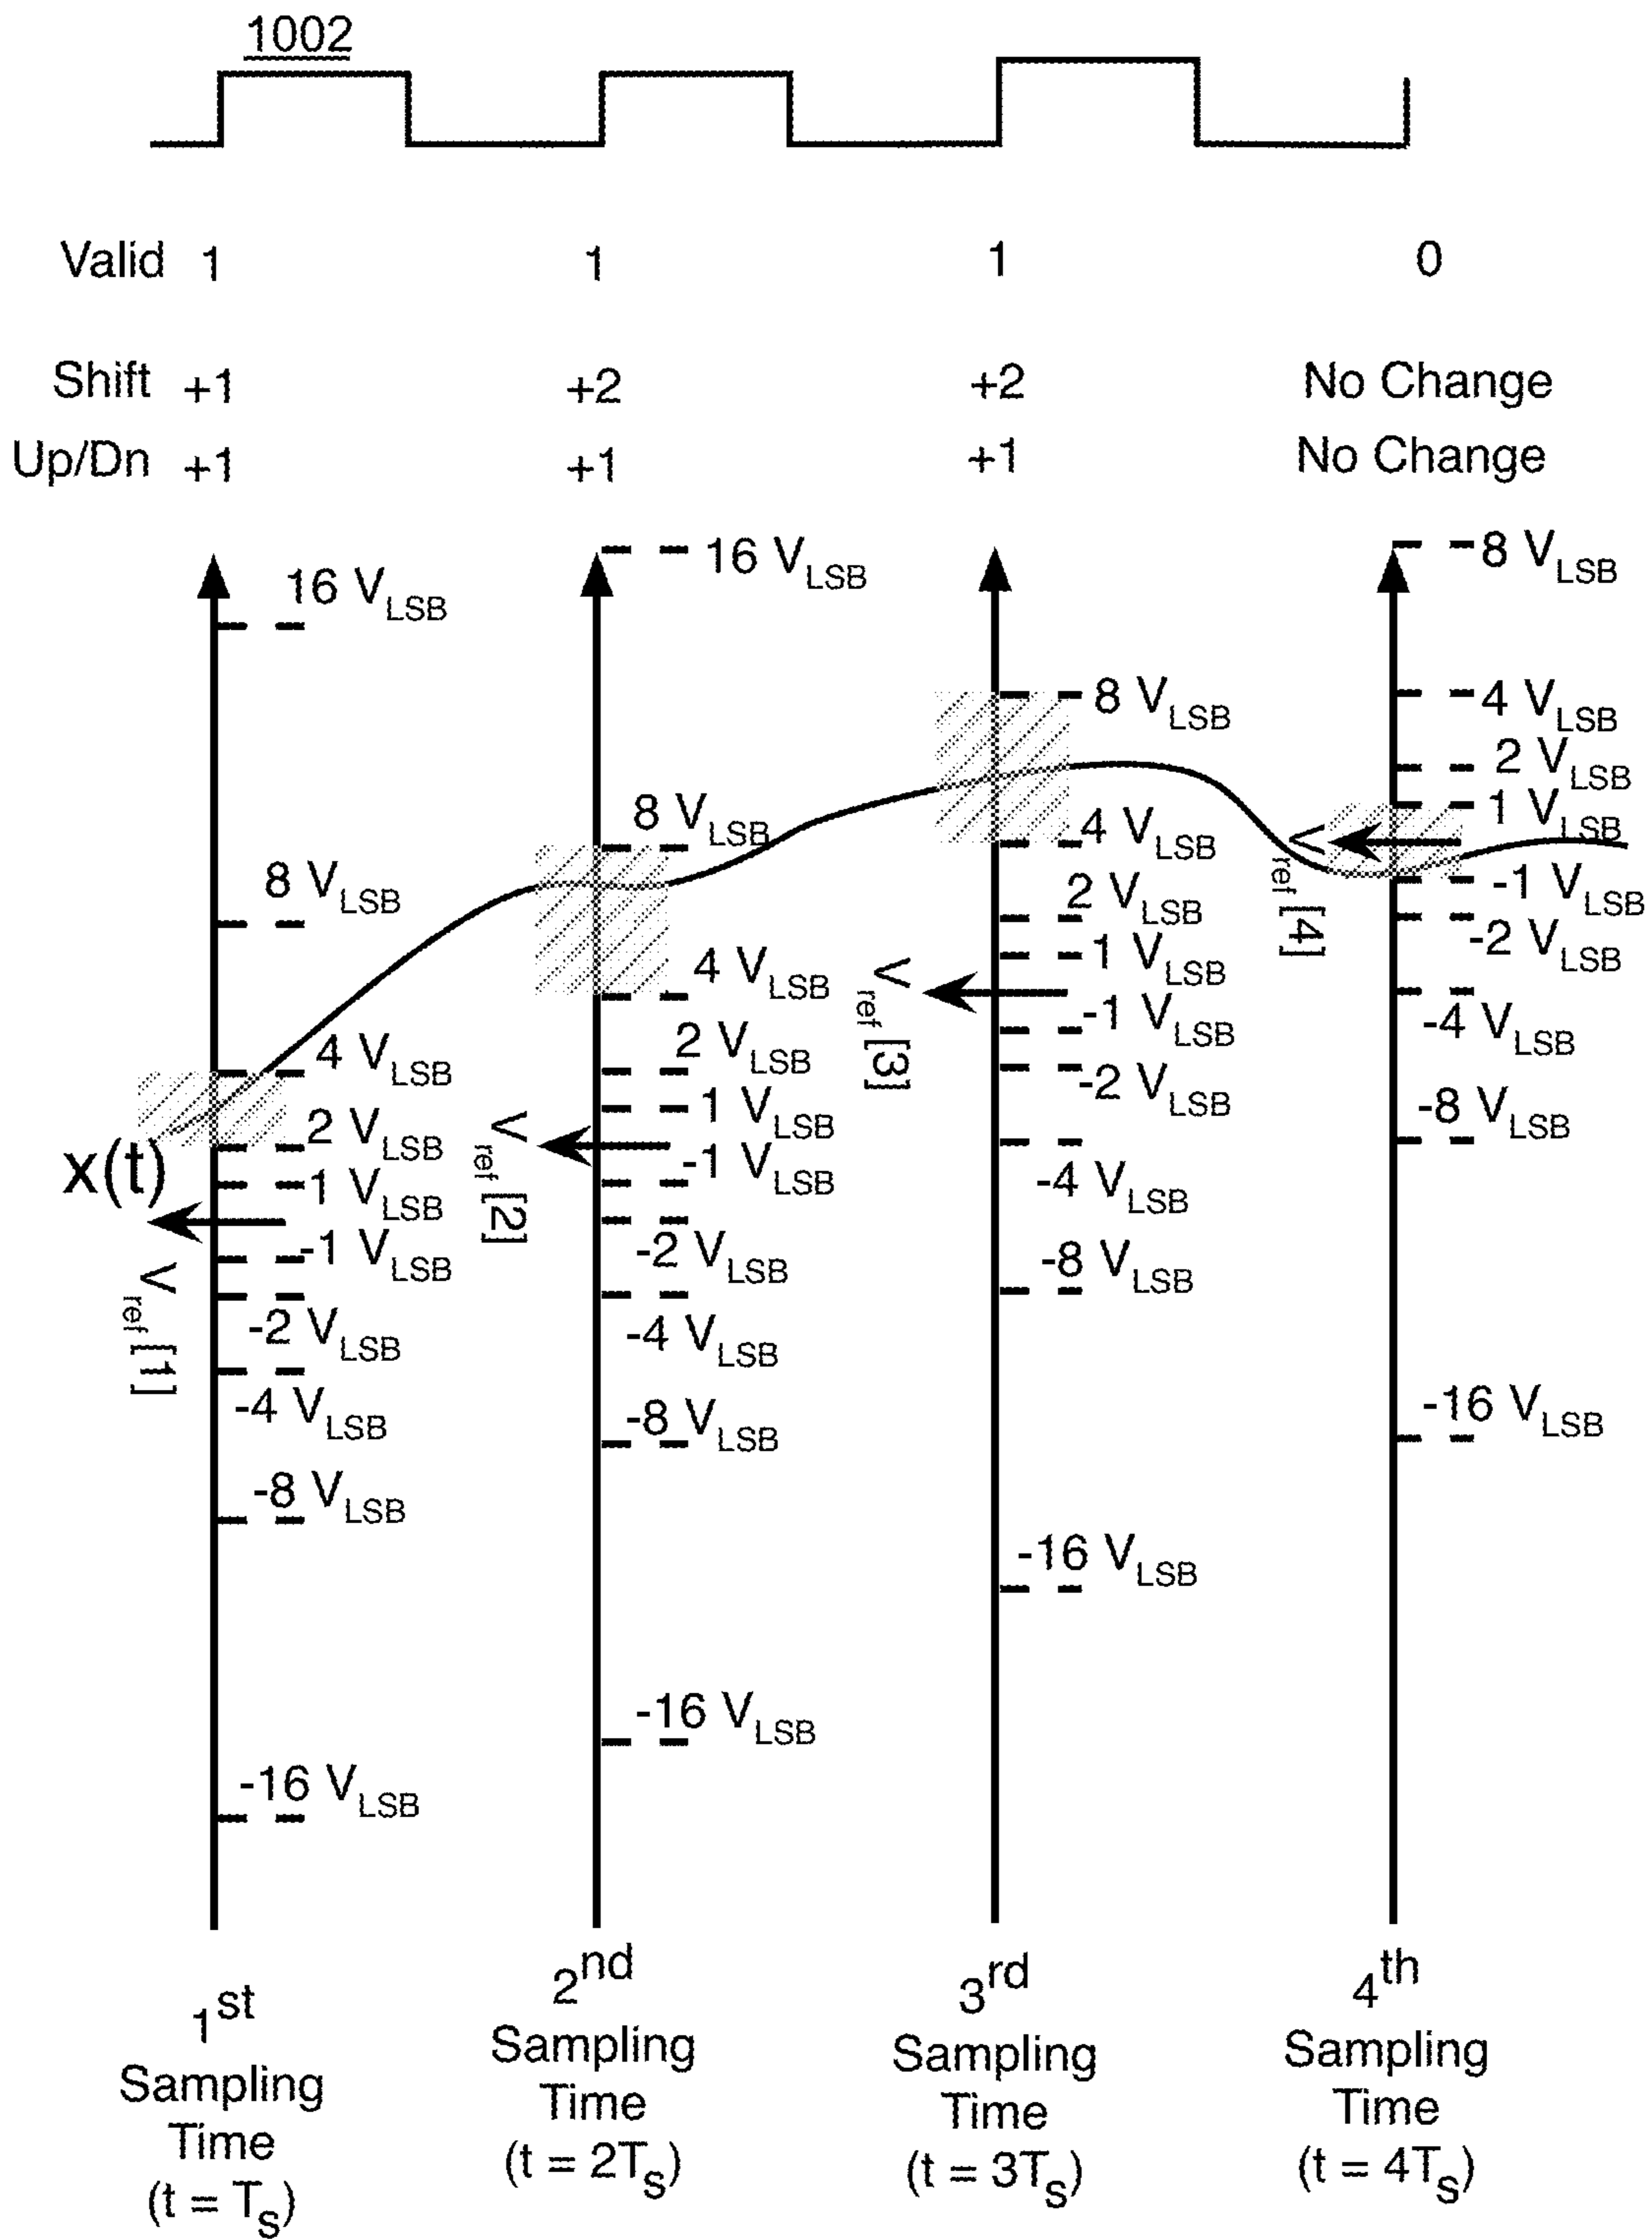 1002
Valid 1 1 1 0
Shift +1 +2 +2 No Change
Up/Dn +1 +1 +1 No Change
16 VLSB
8 VLSB
4 VLSB
2 VLSB
x(t)
1 VLSB
-1 VLSB
Vref [1]
-2 VLSB
-4 VLSB
-8 VLSB
-16 VLSB
1st
Sampling
Time
(t = Ts)
16 VLSB
8 VLSB
4 VLSB
2 VLSB
1 VLSB
Vref [2]
-1 VLSB
-2 VLSB
-4 VLSB
-8 VLSB
-16 VLSB
2nd
Sampling
Time
(t = 2Ts)
8 VLSB
4 VLSB
2 VLSB
1 VLSB
Vref [3]
-1 VLSB
-2 VLSB
-4 VLSB
-8 VLSB
-16 VLSB
3rd
Sampling
Time
(t = 3Ts)
8 VLSB
4 VLSB
2 VLSB
1 VLSB
Vref [4]
-1 VLSB
-2 VLSB
-4 VLSB
-8 VLSB
-16 VLSB
4th
Sampling
Time
(t = 4Ts)